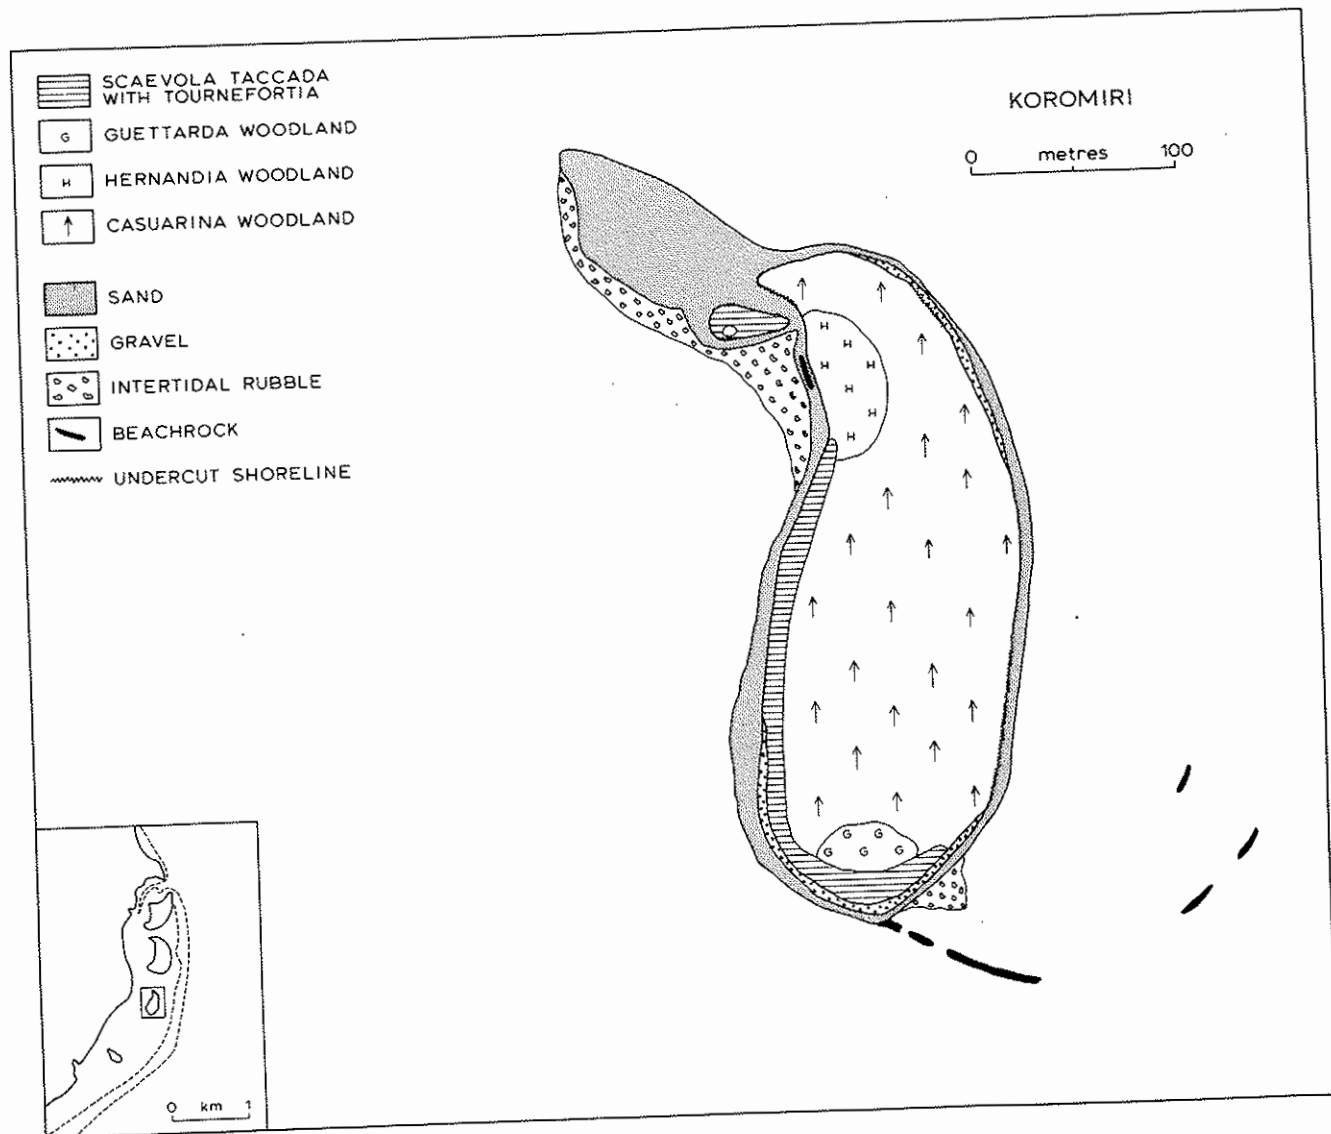 SCAEVOLA TACCADA
WITH TOURNEFORTIA
G GUETTARDA WOODLAND
H HERNANDIA WOODLAND
CASUARINA WOODLAND
SAND
GRAVEL
INTERTIDAL RUBBLE
BEACHROCK
UNDERCUT SHORELINE
KOROMIRI
0 metres 100
H
H
H H
H
H
H
G G
G G G
0 km 1